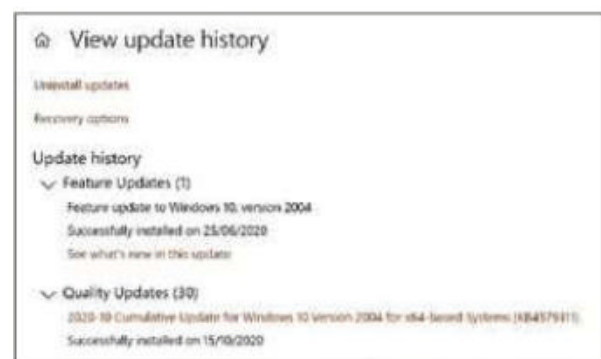 View update history
Uninstall updates
Recovery options
Update history
Feature Updates (1)
Feature update to Windows 10, version 2004
Successfully installed on 25/06/2020
See what's new in this update
Quality Updates (30)
2020-10 Cumulative Update for Windows 10 Version 2004 for x64-based Systems (KB4579311)
Successfully installed on 15/10/2020